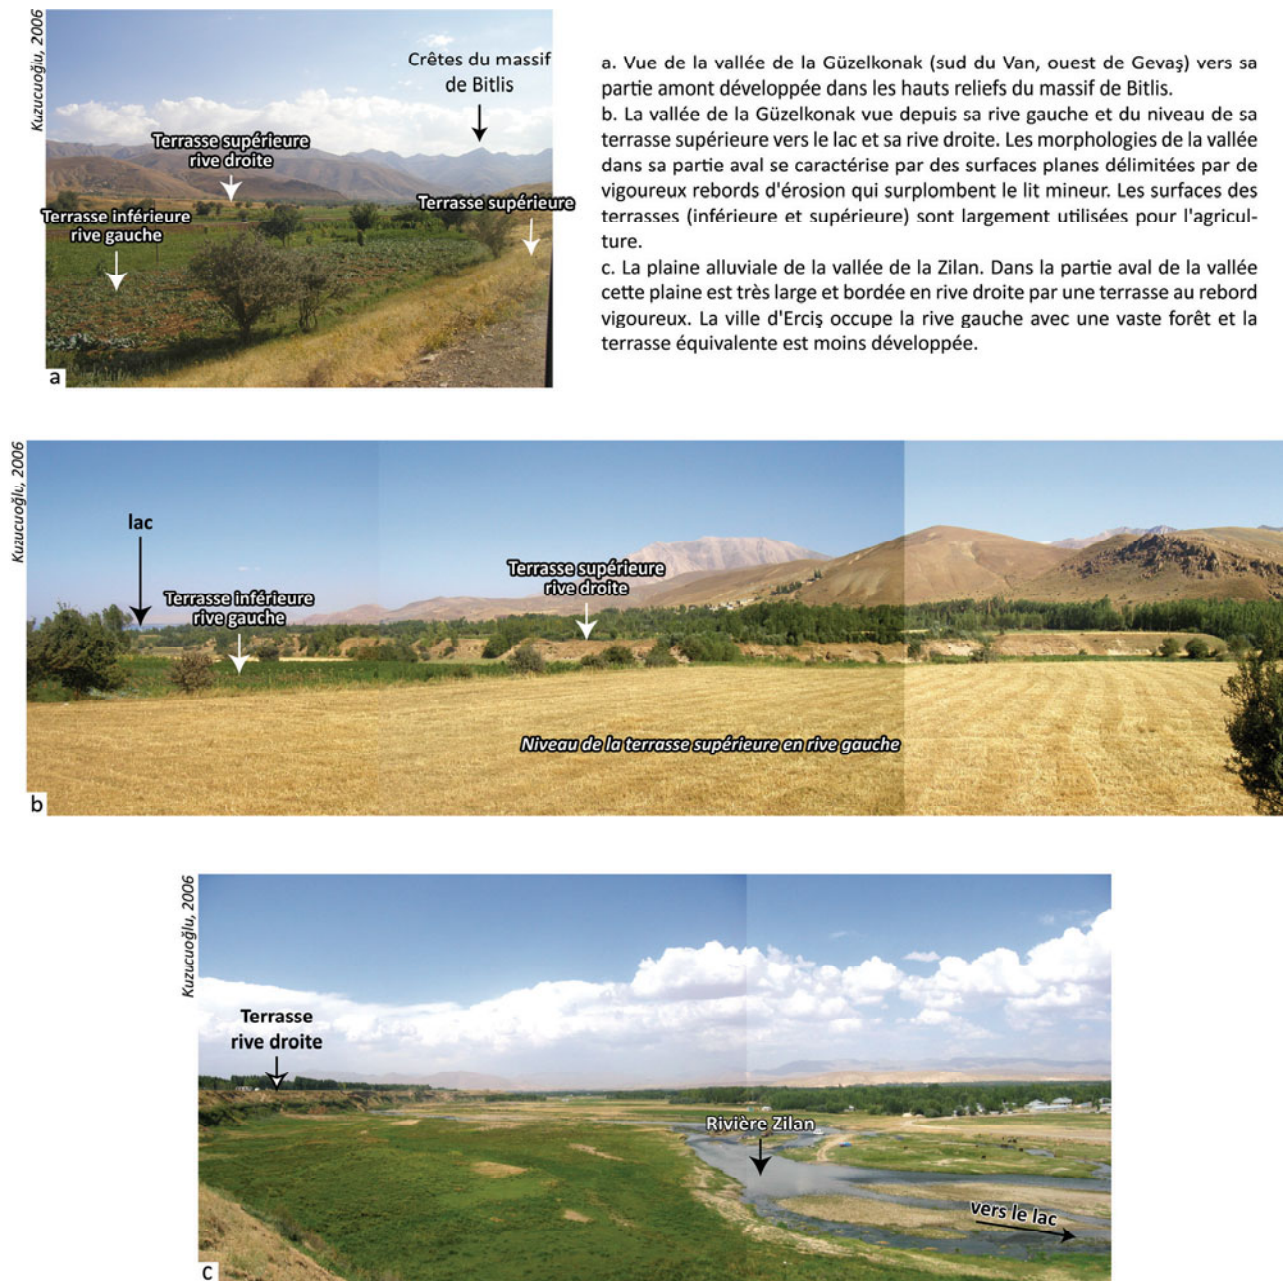 Kuzucuoğlu, 2006
Crêtes du massif
de Bitlis
Terrasse supérieure
rive droite
Terrasse supérieure
Terrasse inférieure
rive gauche
a
a. Vue de la vallée de la Güzelkonak (sud du Van, ouest de Gevaş) vers sa
partie amont développée dans les hauts reliefs du massif de Bitlis.
b. La vallée de la Güzelkonak vue depuis sa rive gauche et du niveau de sa
terrasse supérieure vers le lac et sa rive droite. Les morphologies de la vallée
dans sa partie aval se caractérise par des surfaces planes délimitées par de
vigoureux rebords d'érosion qui surplombent le lit mineur. Les surfaces des
terrasses (inférieure et supérieure) sont largement utilisées pour l'agricul-
ture.
c. La plaine alluviale de la vallée de la Zilan. Dans la partie aval de la vallée
cette plaine est très large et bordée en rive droite par une terrasse au rebord
vigoureux. La ville d'Erciş occupe la rive gauche avec une vaste forêt et la
terrasse équivalente est moins développée.
Kuzucuoğlu, 2006
lac
Terrasse inférieure
rive gauche
Terrasse supérieure
rive droite
Niveau de la terrasse supérieure en rive gauche
b
Kuzucuoğlu, 2006
Terrasse
rive droite
Rivière Zilan
vers le lac
c